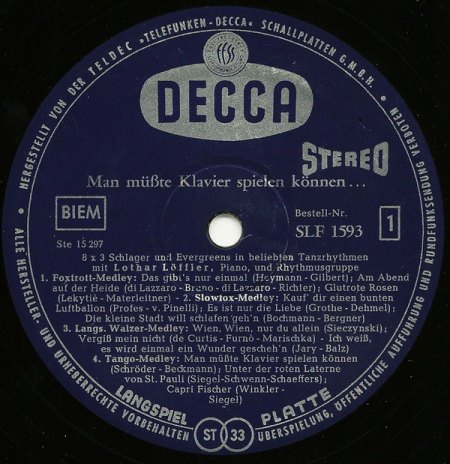 HERGESTELLT VON DER TELDEC »TELEFUNKEN - DECCA« SCHALLPLATTEN G.M.B.H.
ffss
DECCA
STEREO
Man müßte Klavier spielen können...
BIEM
Bestell-Nr.
SLF 1593
1
Ste 15 297
8 x 3 Schlager und Evergreens in beliebten Tanzrhythmen
mit Lothar Löffler, Piano, und Rhythmusgruppe
1. Foxtrott-Medley: Das gibt's nur einmal (Heymann - Gilbert); Am Abend
auf der Heide (di Lazzaro - Bruno - di Lazzaro - Richter); Glutrote Rosen
(Lekytië - Materleitner) - 2. Slowfox-Medley: Kauf' dir einen bunten
Luftballon (Profes - v. Pinelli); Es ist nur die Liebe (Grothe - Dehmel);
Die kleine Stadt will schlafen geh'n (Bochmann - Bergner)
3. Langs. Walzer-Medley: Wien, Wien, nur du allein (Sieczynski);
Vergiß mein nicht (de Curtis - Furnò - Marischka) - Ich weiß,
es wird einmal ein Wunder gescheh'n (Jary - Balz)
4. Tango-Medley: Man müßte Klavier spielen können
(Schröder - Beckmann); Unter der roten Laterne
von St. Pauli (Siegel-Schwenn-Schaeffers);
Capri Fischer (Winkler -
Siegel)
LANGSPIEL PLATTE
ST 33
ALLE HERSTELLER- UND URHEBERRECHTE VORBEHALTEN
ÜBERSPIELUNG, ÖFFENTLICHE AUFFÜHRUNG UND RUNDFUNKSENDUNG VERBOTEN